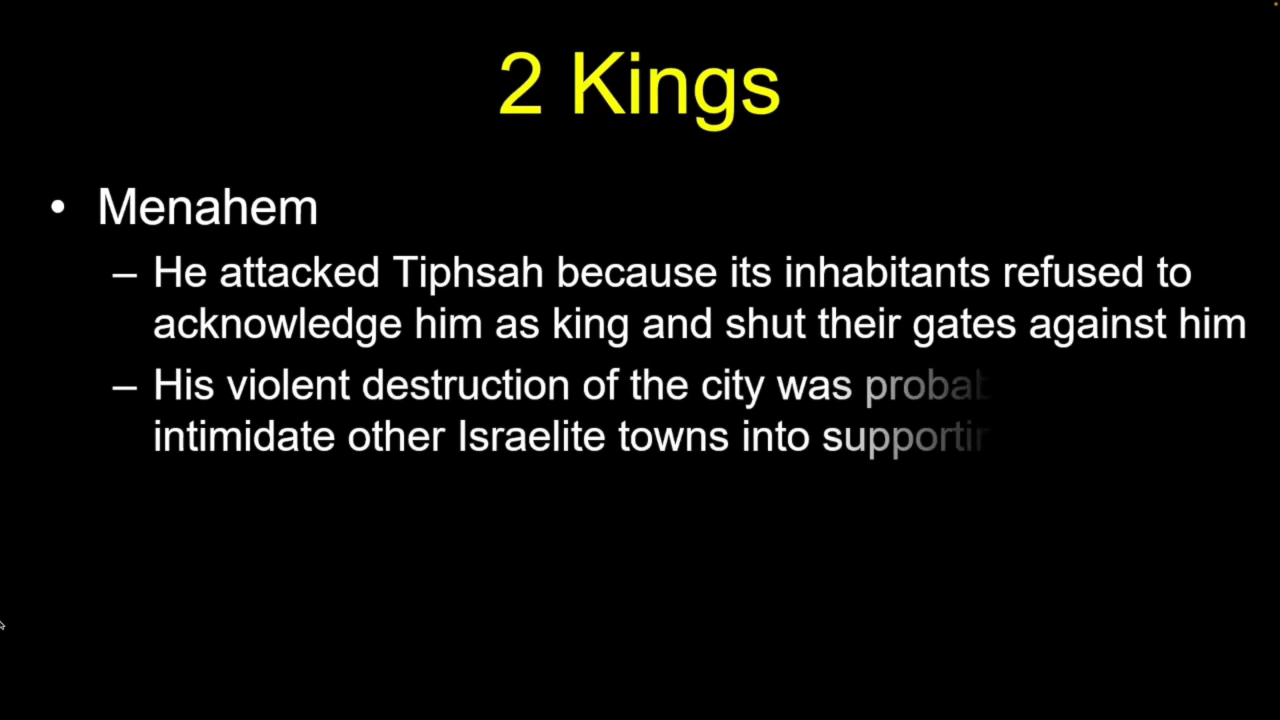 2 Kings
• Menahem
– He attacked Tiphsah because its inhabitants refused to
acknowledge him as king and shut their gates against him
– His violent destruction of the city was
intimidate other Israelite towns into